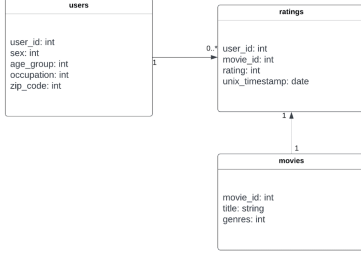 users
user_id: int
sex: int
age_group: int
occupation: int
zip_code: int
1
0..*
ratings
user_id: int
movie_id: int
rating: int
unix_timestamp: date
1
1
movies
movie_id: int
title: string
genres: int